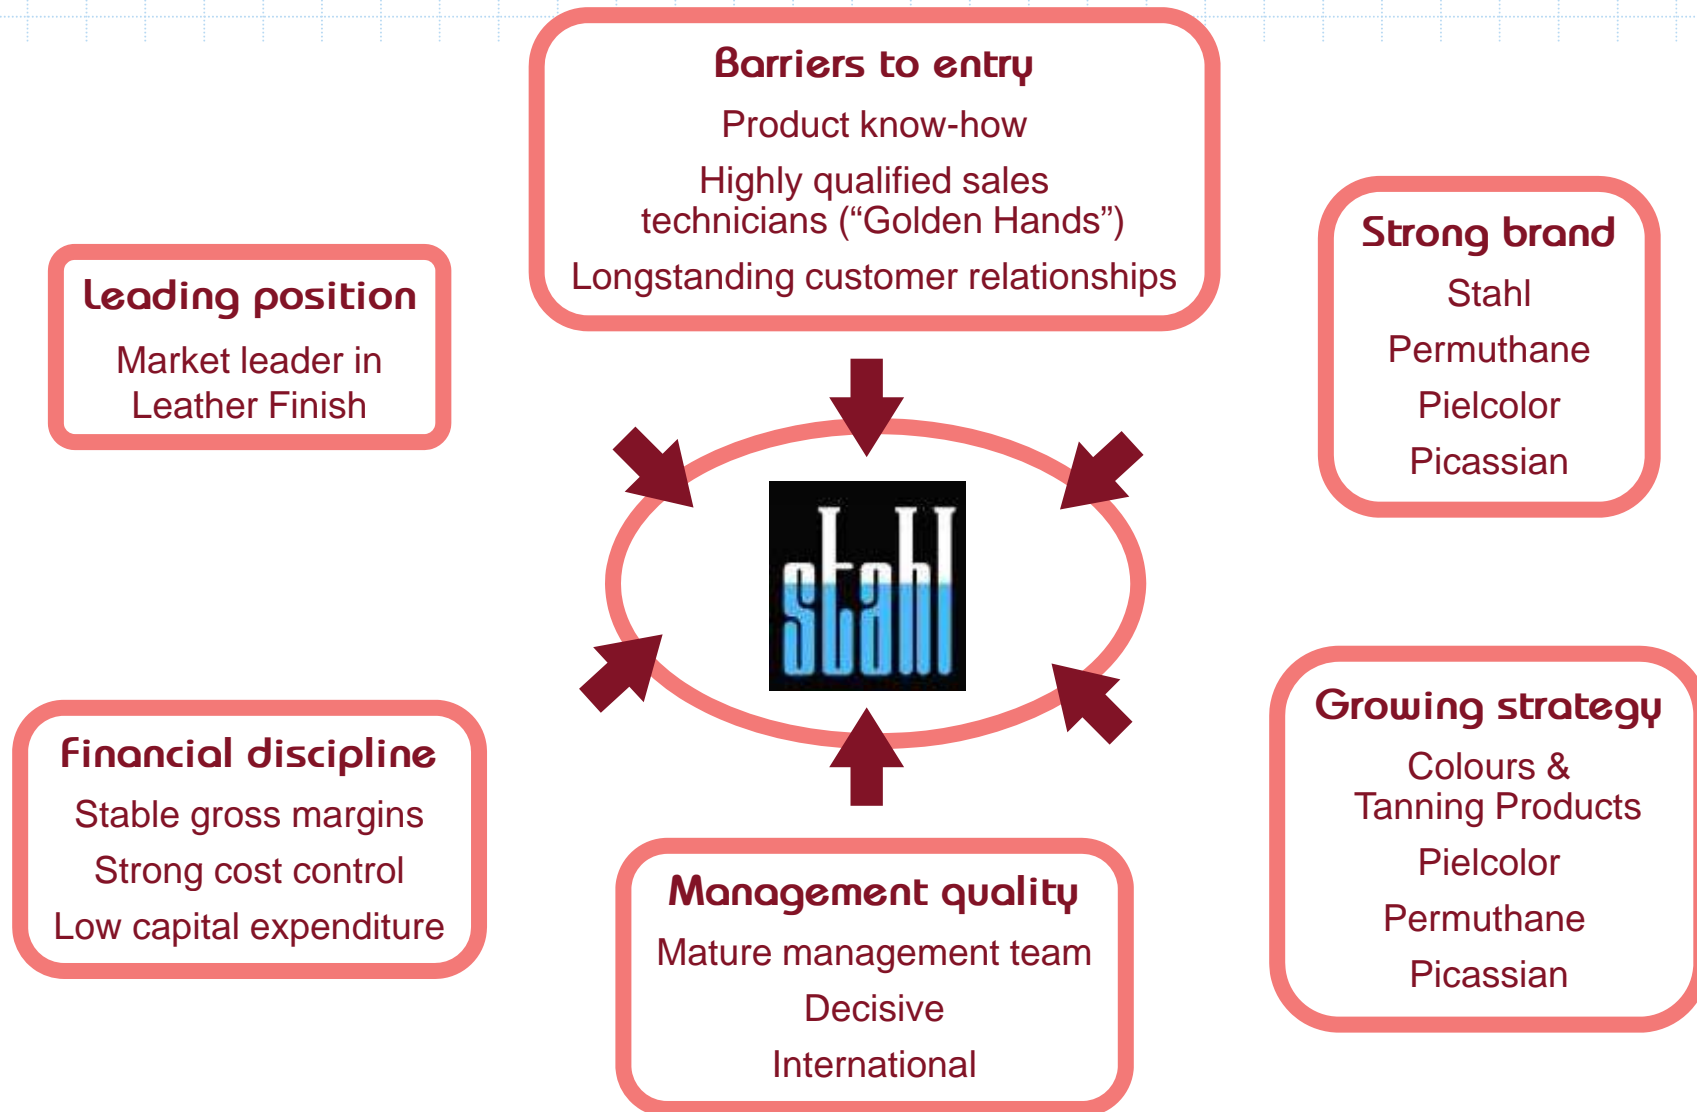 Barriers to entry
Product know-how
Highly qualified sales
technicians (“Golden Hands”)
Longstanding customer relationships
Leading position
Market leader in
Leather Finish
Strong brand
Stahl
Permuthane
Pielcolor
Picassian
stahl
Financial discipline
Stable gross margins
Strong cost control
Low capital expenditure
Management quality
Mature management team
Decisive
International
Growing strategy
Colours &
Tanning Products
Pielcolor
Permuthane
Picassian